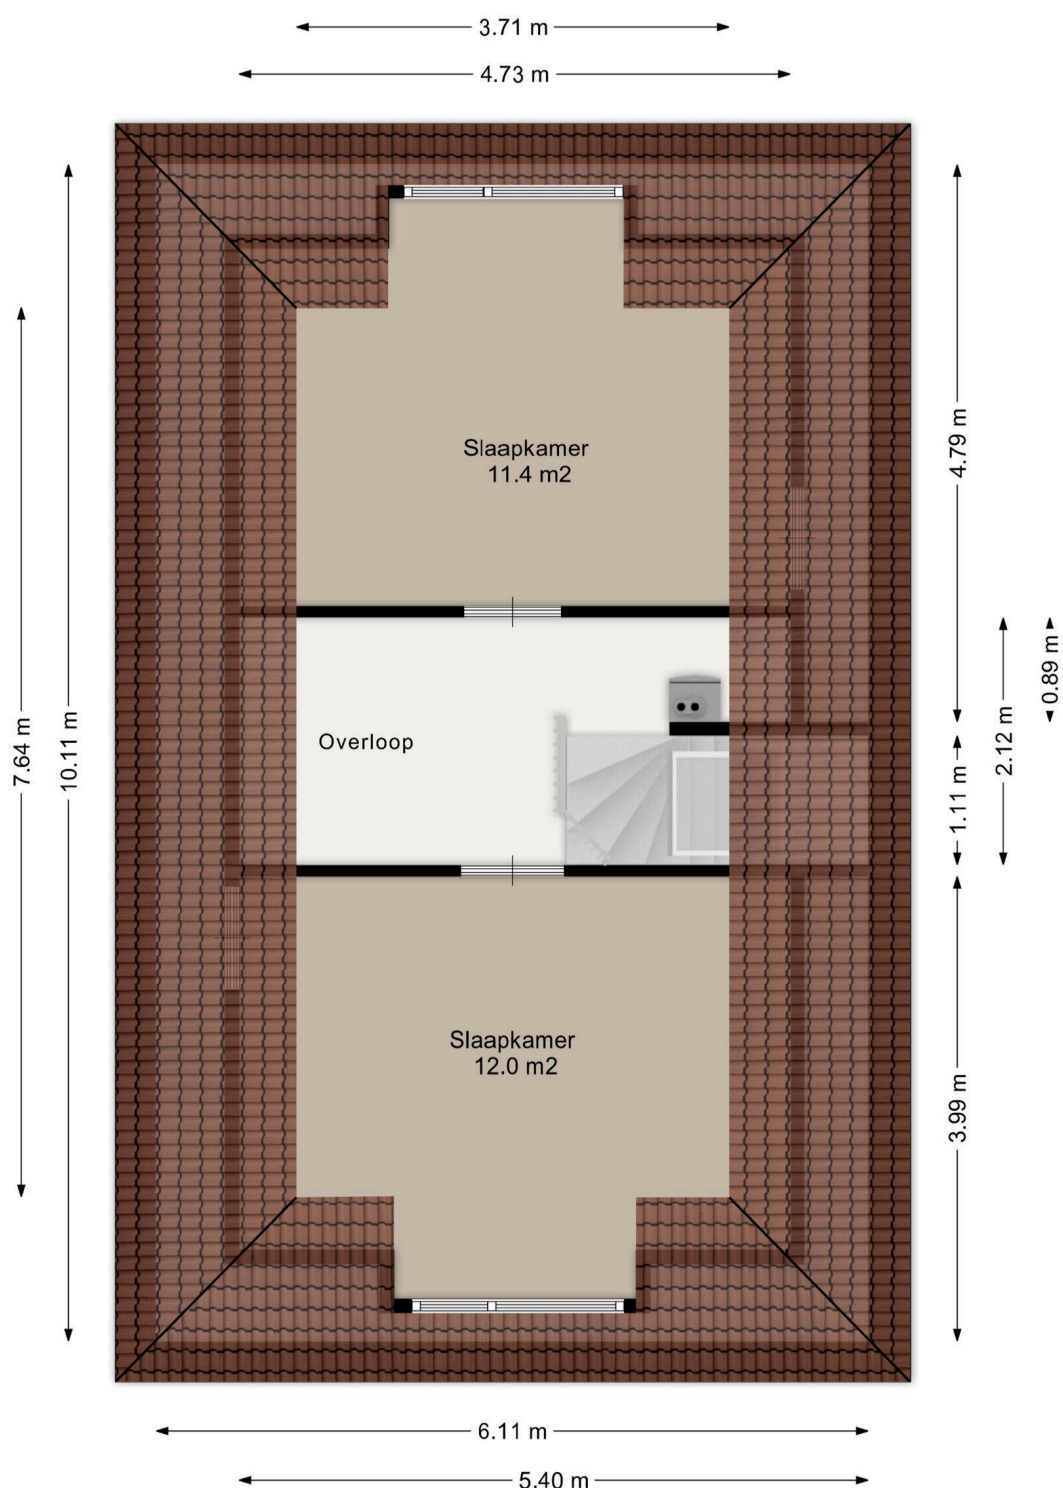 3.71 m
4.73 m
Slaapkamer
11.4 m2
4.79 m
0.89 m
2.12 m
7.64 m
10.11 m
Overloop
1.11 m
Slaapkamer
12.0 m2
3.99 m
6.11 m
5.40 m